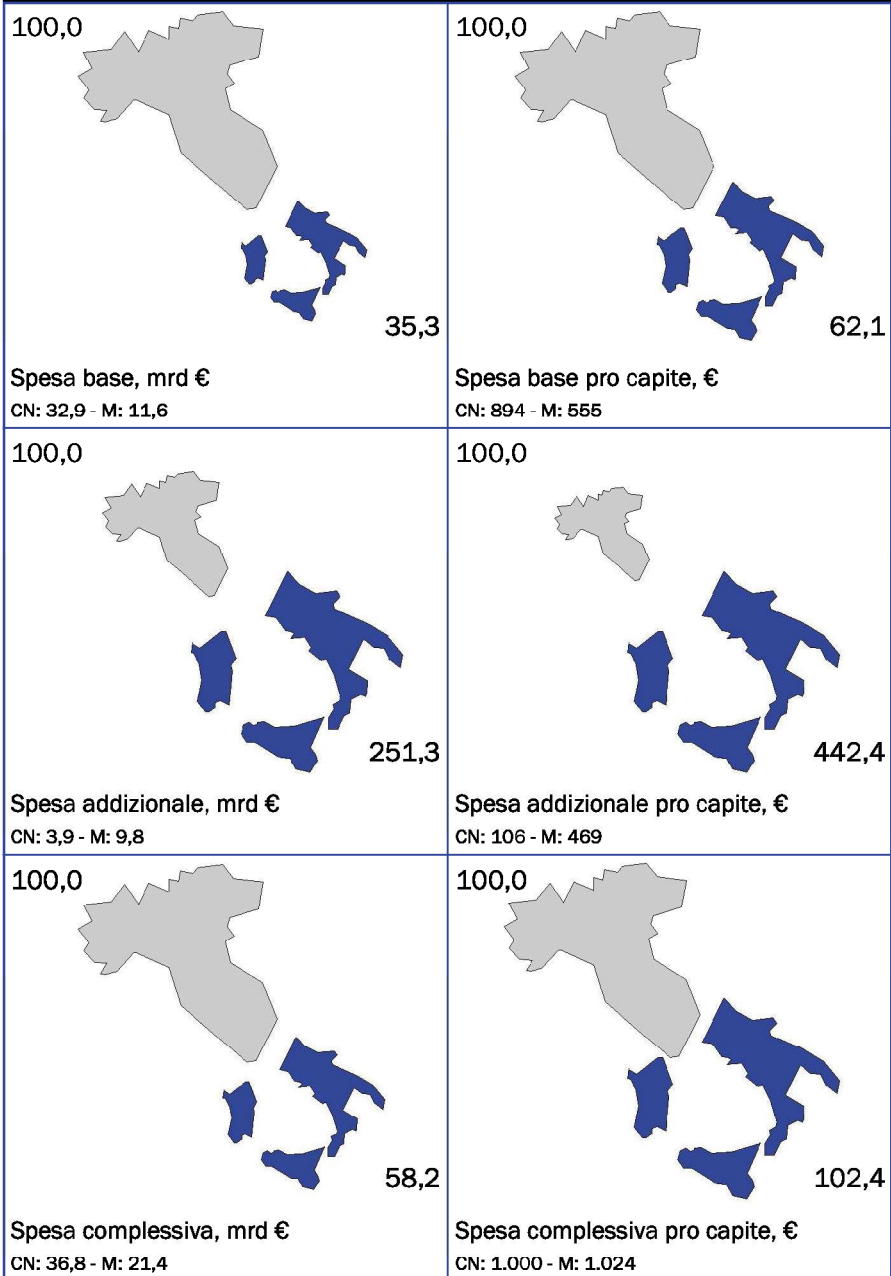 100,0
35,3
Spesa base, mrd €
CN: 32,9 - M: 11,6
100,0
62,1
Spesa base pro capite, €
CN: 894 - M: 555
100,0
251,3
Spesa addizionale, mrd €
CN: 3,9 - M: 9,8
100,0
442,4
Spesa addizionale pro capite, €
CN: 106 - M: 469
100,0
58,2
Spesa complessiva, mrd €
CN: 36,8 - M: 21,4
100,0
102,4
Spesa complessiva pro capite, €
CN: 1.000 - M: 1.024